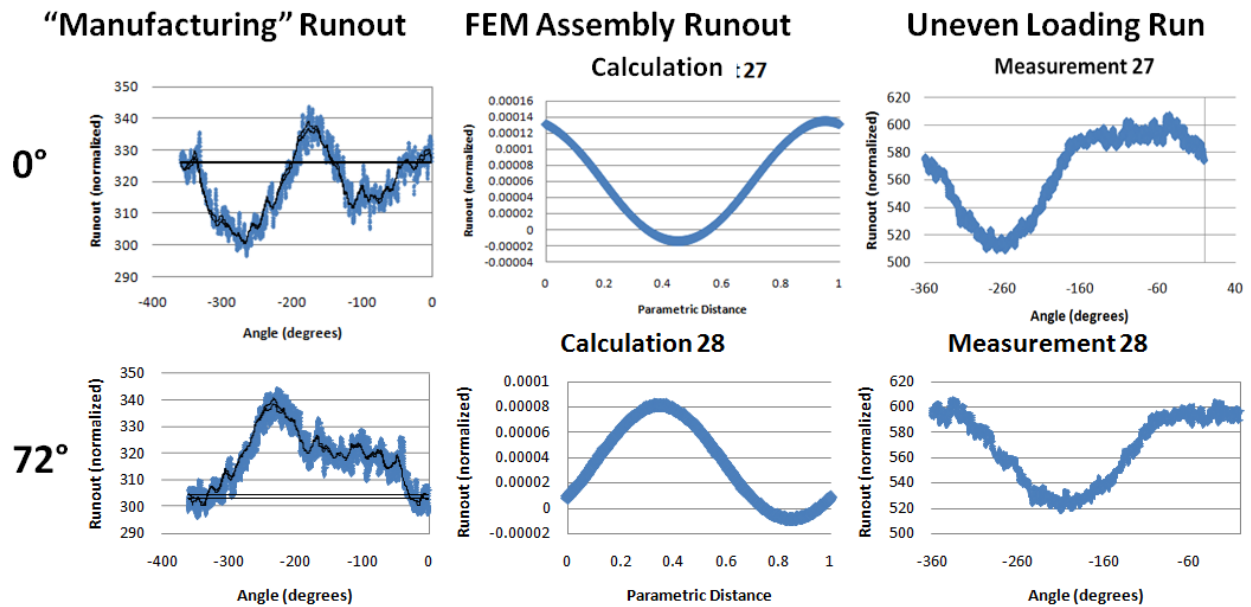 “Manufacturing” Runout
FEM Assembly Runout
Uneven Loading Run
0°
Runout (normalized)
350
340
330
320
310
300
290
-400 -300 -200 -100 0
Angle (degrees)
Calculation t 27
Runout (normalized)
0.00016
0.00014
0.00012
0.0001
0.00008
0.00006
0.00004
0.00002
0
-0.00002
-0.00004
0 0.2 0.4 0.6 0.8 1
Parametric Distance
Measurement 27
Runout (normalized)
620
600
580
560
540
520
500
-360 -260 -160 -60 40
Angle (degrees)
72°
Runout (normalized)
350
340
330
320
310
300
290
-400 -300 -200 -100 0
Angle (degrees)
Calculation 28
Runout (normalized)
0.0001
0.00008
0.00006
0.00004
0.00002
0
-0.00002
0 0.2 0.4 0.6 0.8 1
Parametric Distance
Measurement 28
Runout (normalized)
620
600
580
560
540
520
500
-360 -260 -160 -60
Angle (degrees)